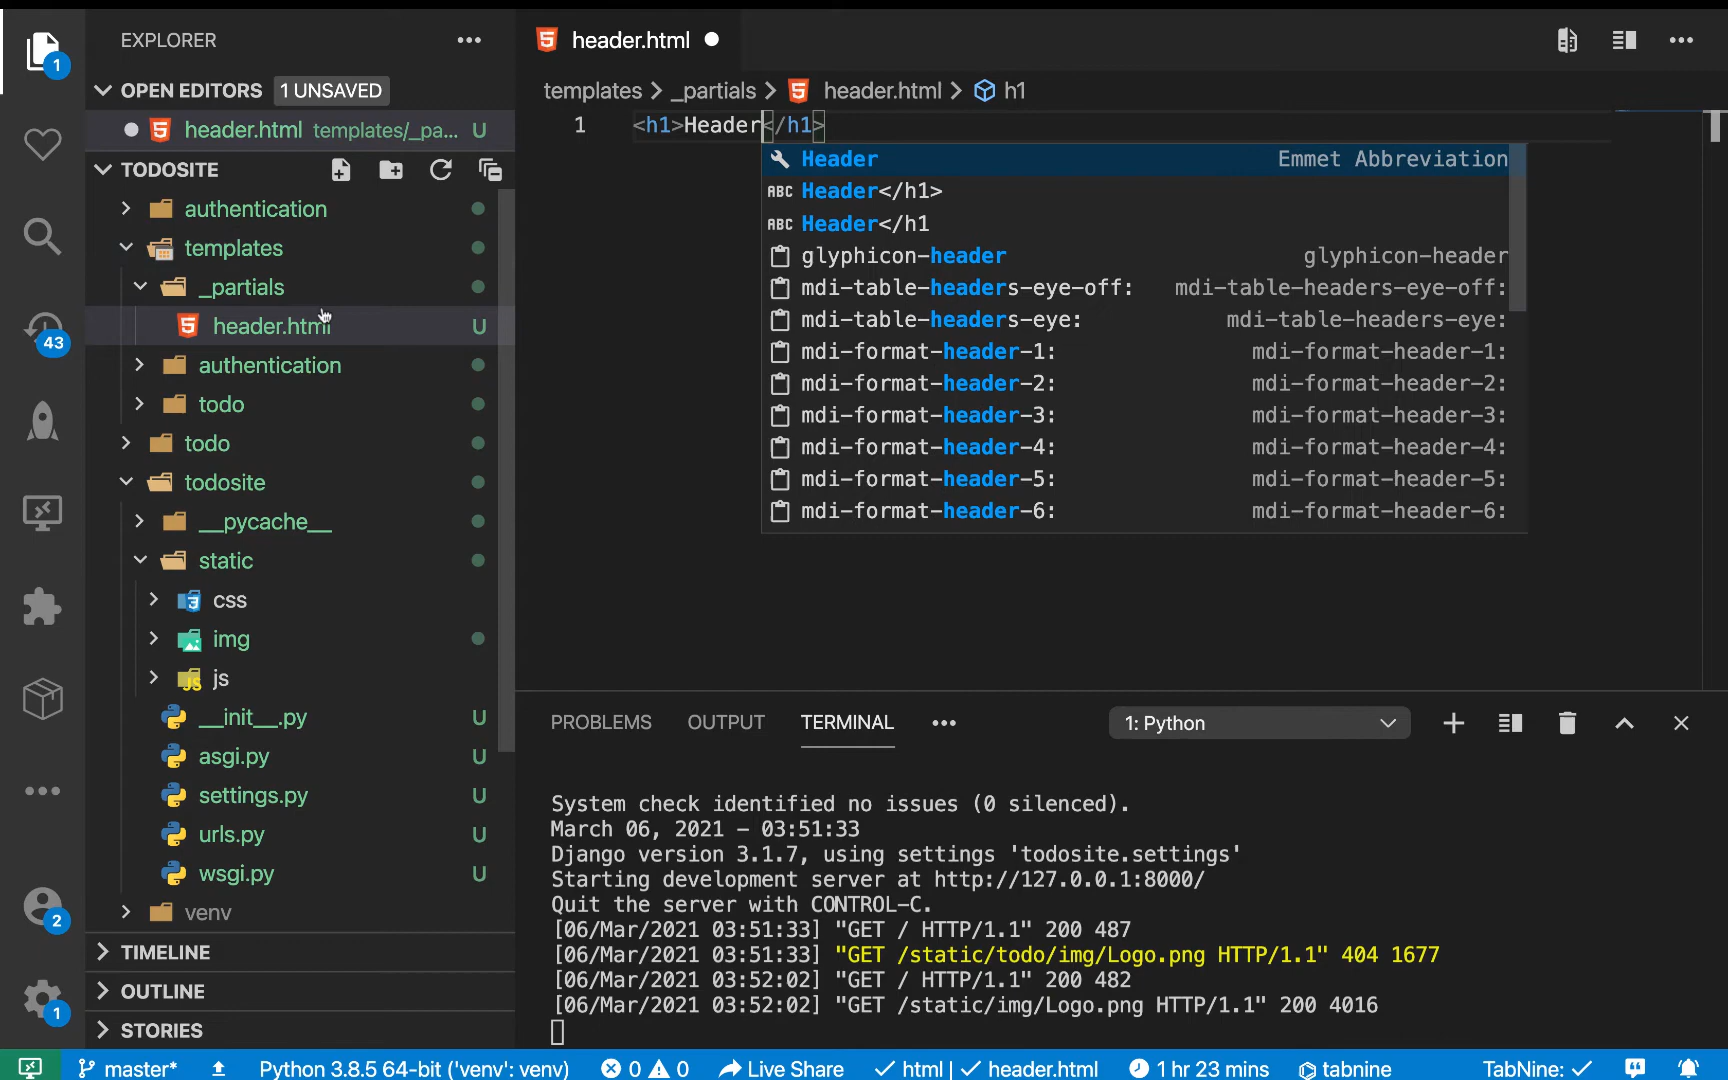 EXPLORER
OPEN EDITORS 1 UNSAVED
header.html templates/_pa... U
TODOSITE
authentication
templates
_partials
header.html U
authentication
todo
todo
todosite
__pycache__
static
css
img
js
__init__.py U
asgi.py U
settings.py U
urls.py U
wsgi.py U
venv
TIMELINE
OUTLINE
STORIES
1
43
2
1
header.html
templates > _partials > header.html > h1
1 <h1>Header</h1>
Header Emmet Abbreviation
ABC Header</h1>
ABC Header</h1
glyphicon-header glyphicon-header
mdi-table-headers-eye-off: mdi-table-headers-eye-off:
mdi-table-headers-eye: mdi-table-headers-eye:
mdi-format-header-1: mdi-format-header-1:
mdi-format-header-2: mdi-format-header-2:
mdi-format-header-3: mdi-format-header-3:
mdi-format-header-4: mdi-format-header-4:
mdi-format-header-5: mdi-format-header-5:
mdi-format-header-6: mdi-format-header-6:
PROBLEMS OUTPUT TERMINAL 1: Python
System check identified no issues (0 silenced).
March 06, 2021 - 03:51:33
Django version 3.1.7, using settings 'todosite.settings'
Starting development server at http://127.0.0.1:8000/
Quit the server with CONTROL-C.
[06/Mar/2021 03:51:33] "GET / HTTP/1.1" 200 487
[06/Mar/2021 03:51:33] "GET /static/todo/img/Logo.png HTTP/1.1" 404 1677
[06/Mar/2021 03:52:02] "GET / HTTP/1.1" 200 482
[06/Mar/2021 03:52:02] "GET /static/img/Logo.png HTTP/1.1" 200 4016
master* Python 3.8.5 64-bit ('venv': venv) 0 0 Live Share html | header.html 1 hr 23 mins tabnine TabNine: